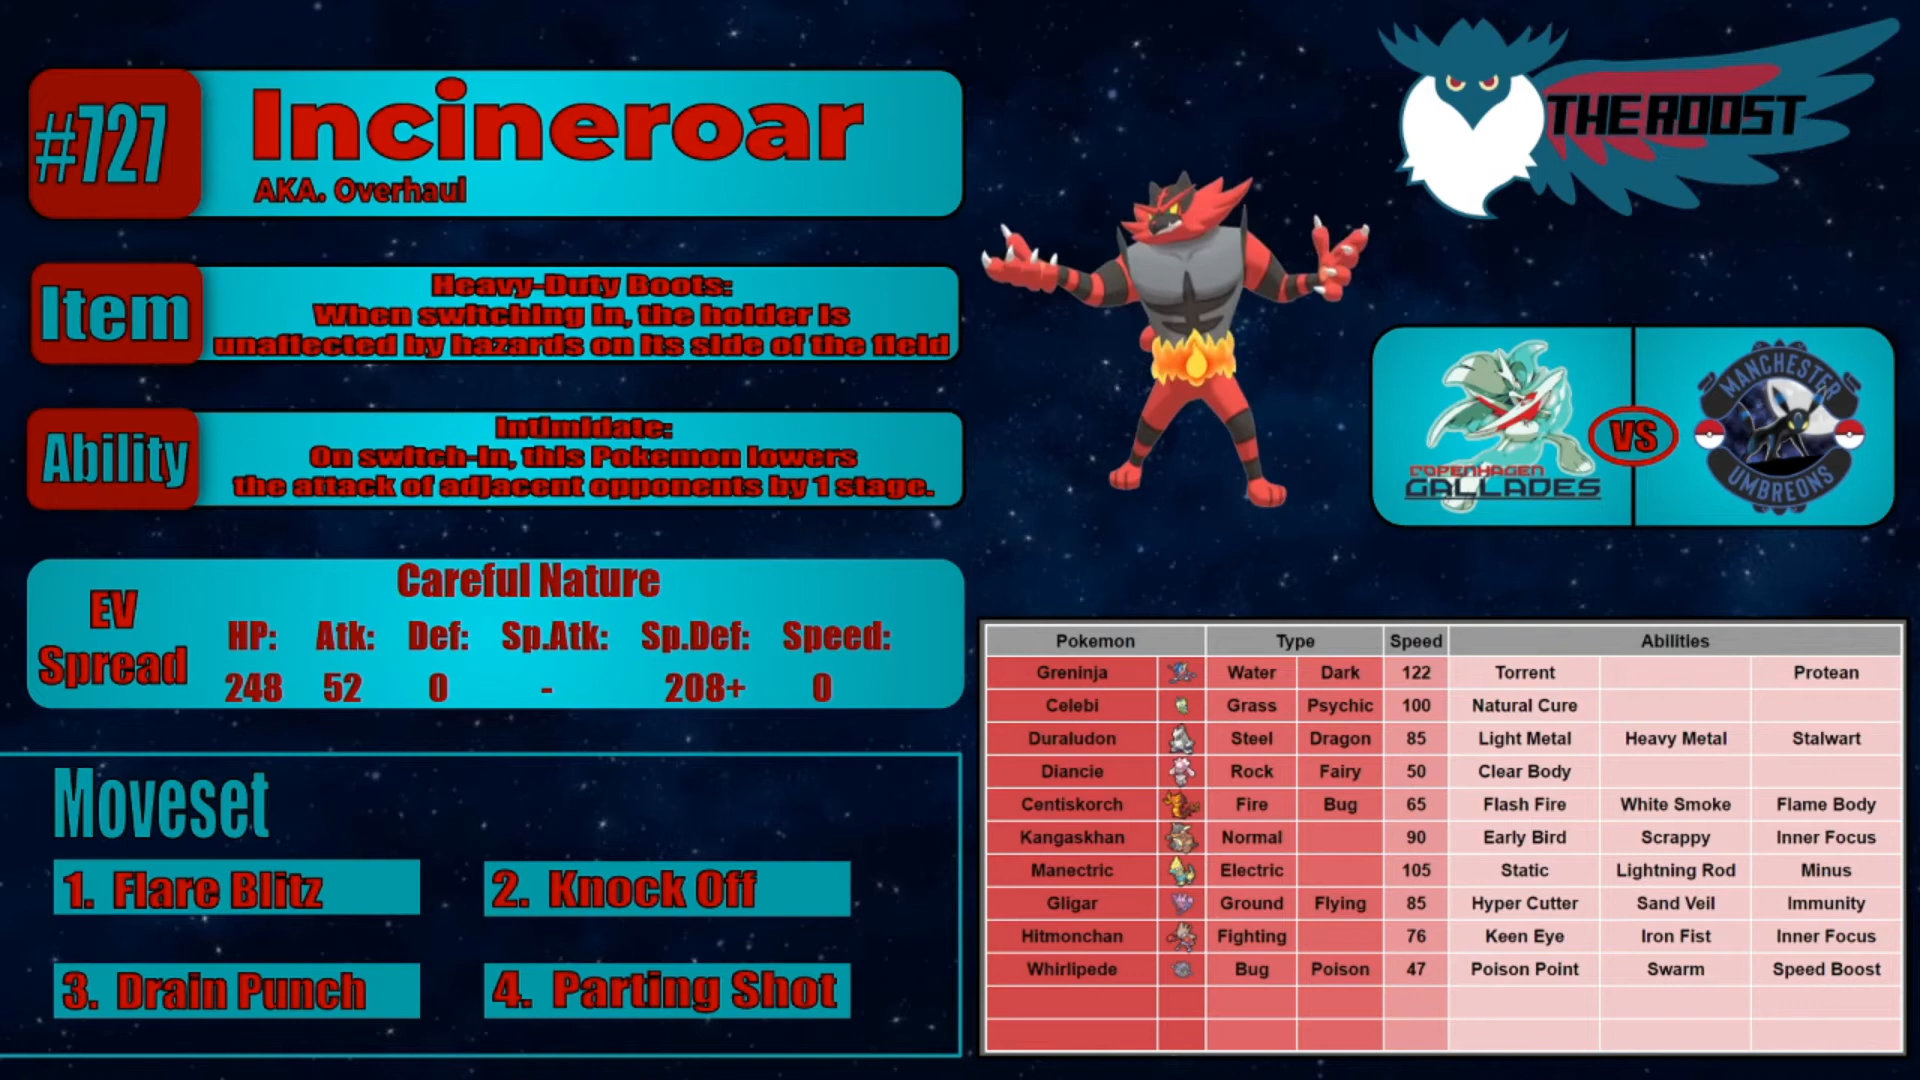 #727
Incineroar
AKA. Overhaul
THE ROOST
Item
Heavy-Duty Boots:
When switching in, the holder is
unaffected by hazards on its side of the field
Ability
Intimidate:
On switch-in, this Pokemon lowers
the attack of adjacent opponents by 1 stage.
COPENHAGEN
GALLADES
VS
MANCHESTER
UMBREONS
EV
Spread
Careful Nature
HP: Atk: Def: Sp.Atk: Sp.Def: Speed:
248 52 0 - 208+ 0
Moveset
1. Flare Blitz
2. Knock Off
3. Drain Punch
4. Parting Shot
Pokemon Type Speed Abilities
Greninja Water Dark 122 Torrent Protean
Celebi Grass Psychic 100 Natural Cure
Duraludon Steel Dragon 85 Light Metal Heavy Metal Stalwart
Diancie Rock Fairy 50 Clear Body
Centiskorch Fire Bug 65 Flash Fire White Smoke Flame Body
Kangaskhan Normal 90 Early Bird Scrappy Inner Focus
Manectric Electric 105 Static Lightning Rod Minus
Gligar Ground Flying 85 Hyper Cutter Sand Veil Immunity
Hitmonchan Fighting 76 Keen Eye Iron Fist Inner Focus
Whirlipede Bug Poison 47 Poison Point Swarm Speed Boost